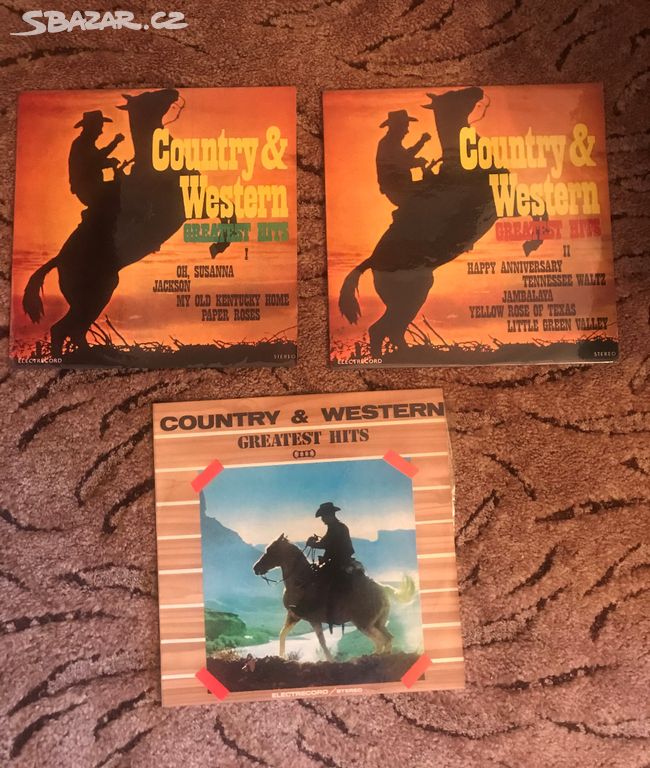 SBAZAR.CZ
Country &
Western
GREATEST HITS
I
OH, SUSANNA
JACKSON
MY OLD KENTUCKY HOME
PAPER ROSES
ELECTRECORD
STEREO
Country &
Western
GREATEST HITS
II
HAPPY ANNIVERSARY
TENNESSEE WALTZ
JAMBALAYA
YELLOW ROSE OF TEXAS
LITTLE GREEN VALLEY
ELECTRECORD
STEREO
COUNTRY & WESTERN
GREATEST HITS
(III)
ELECTRECORD / STEREO